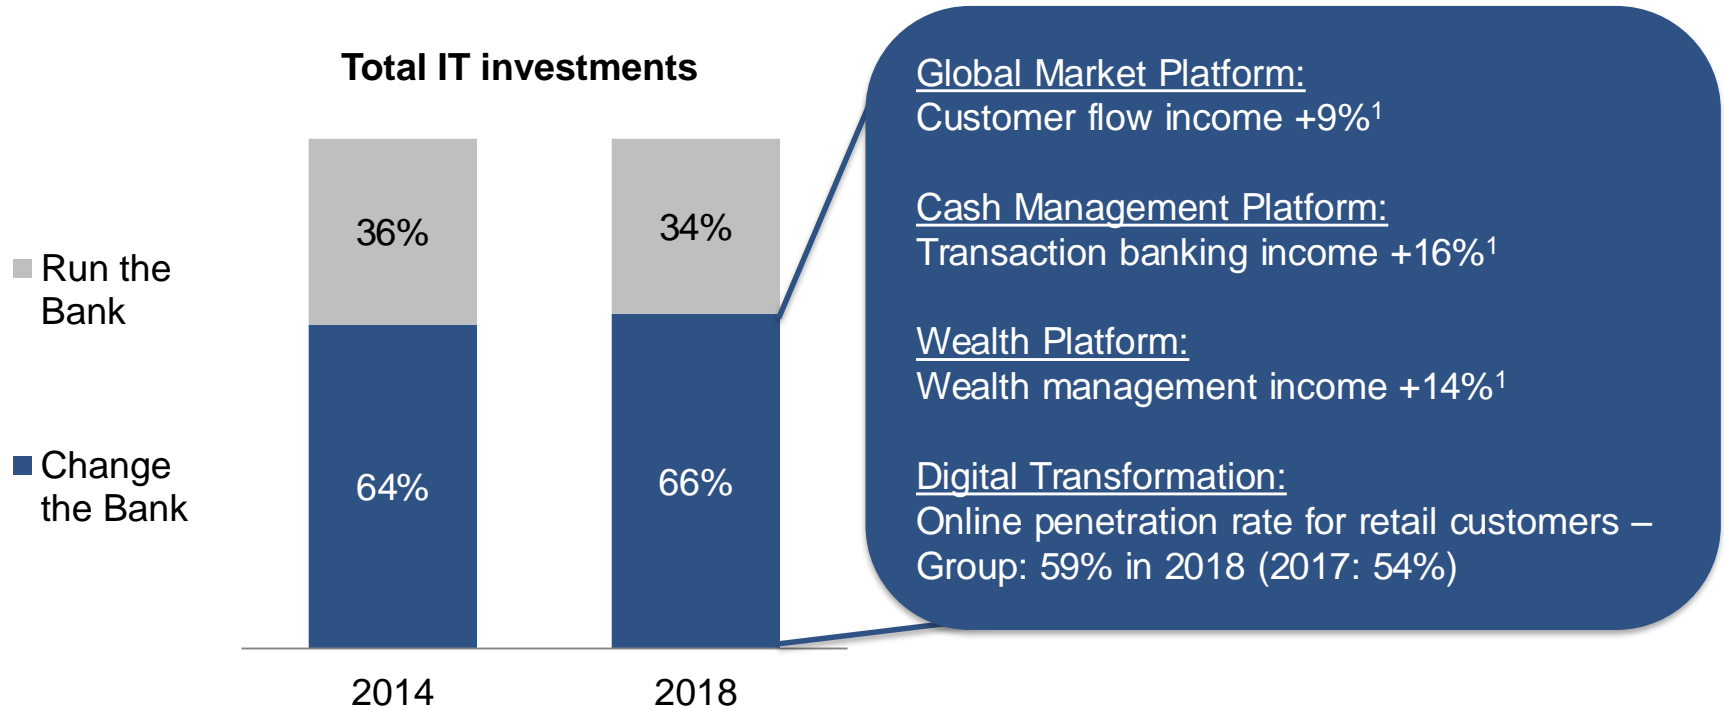 Total IT investments
36%
34%
Run the
Bank
Change
the Bank
64%
66%
2014
2018
Global Market Platform:
Customer flow income +9%¹
Cash Management Platform:
Transaction banking income +16%¹
Wealth Platform:
Wealth management income +14%¹
Digital Transformation:
Online penetration rate for retail customers –
Group: 59% in 2018 (2017: 54%)